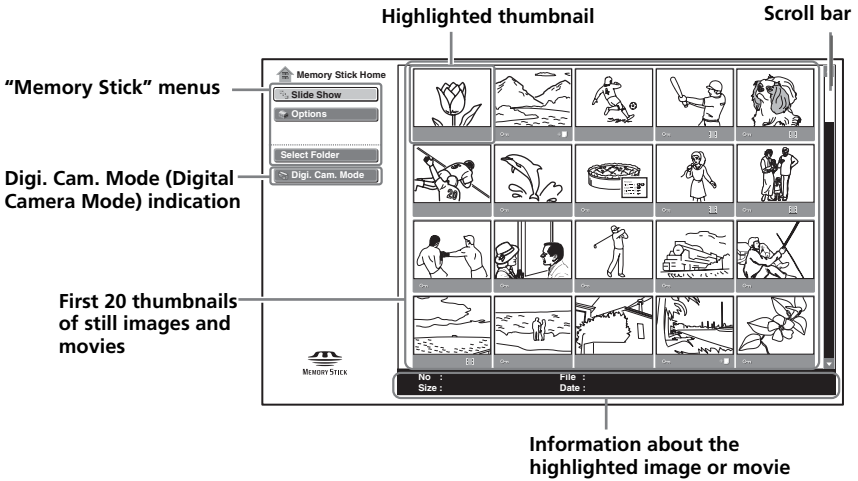 Highlighted thumbnail
Scroll bar
“Memory Stick” menus
Memory Stick Home
Slide Show
Options
Select Folder
Digi. Cam. Mode
Digi. Cam. Mode (Digital
Camera Mode) indication
20
First 20 thumbnails
of still images and
movies
MEMORY STICK
No :
File :
Size :
Date :
Information about the
highlighted image or movie